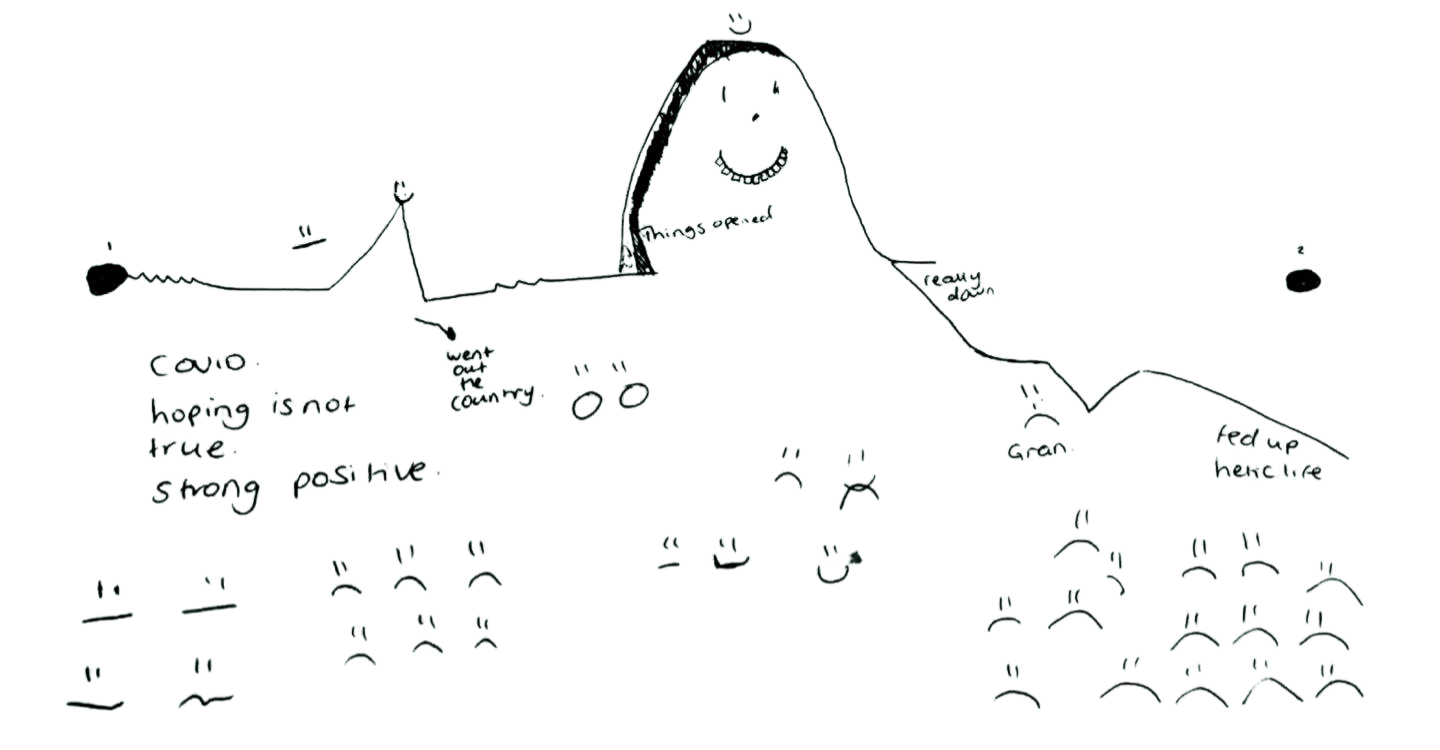 1
2
Things opened
really
down
Covid.
hoping is not
true.
strong positive.
went
out
the
country.
Gran.
fed up
hetic life